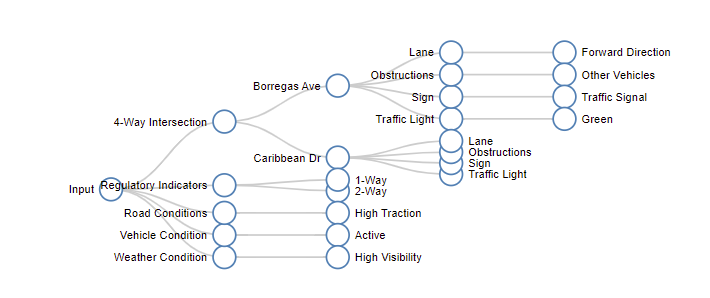 Input
4-Way Intersection
Borregas Ave
Lane
Forward Direction
Obstructions
Other Vehicles
Sign
Traffic Signal
Traffic Light
Green
Caribbean Dr
Lane
Obstructions
Sign
Traffic Light
Regulatory Indicators
1-Way
2-Way
Road Conditions
High Traction
Vehicle Condition
Active
Weather Condition
High Visibility